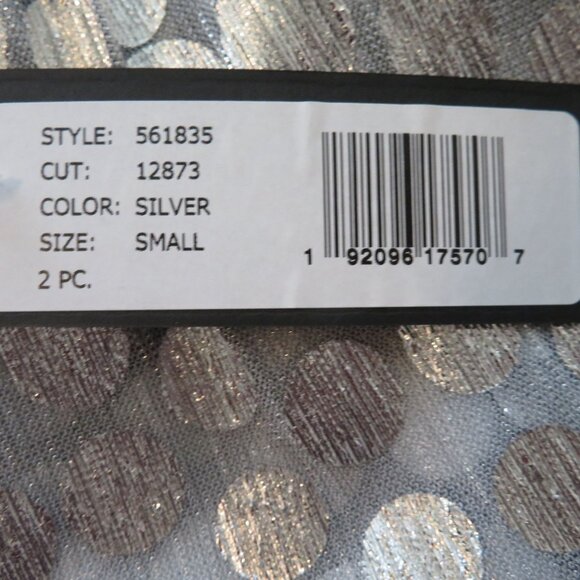 STYLE: 561835
CUT: 12873
COLOR: SILVER
SIZE: SMALL
2 PC.
1 92096 17570 7